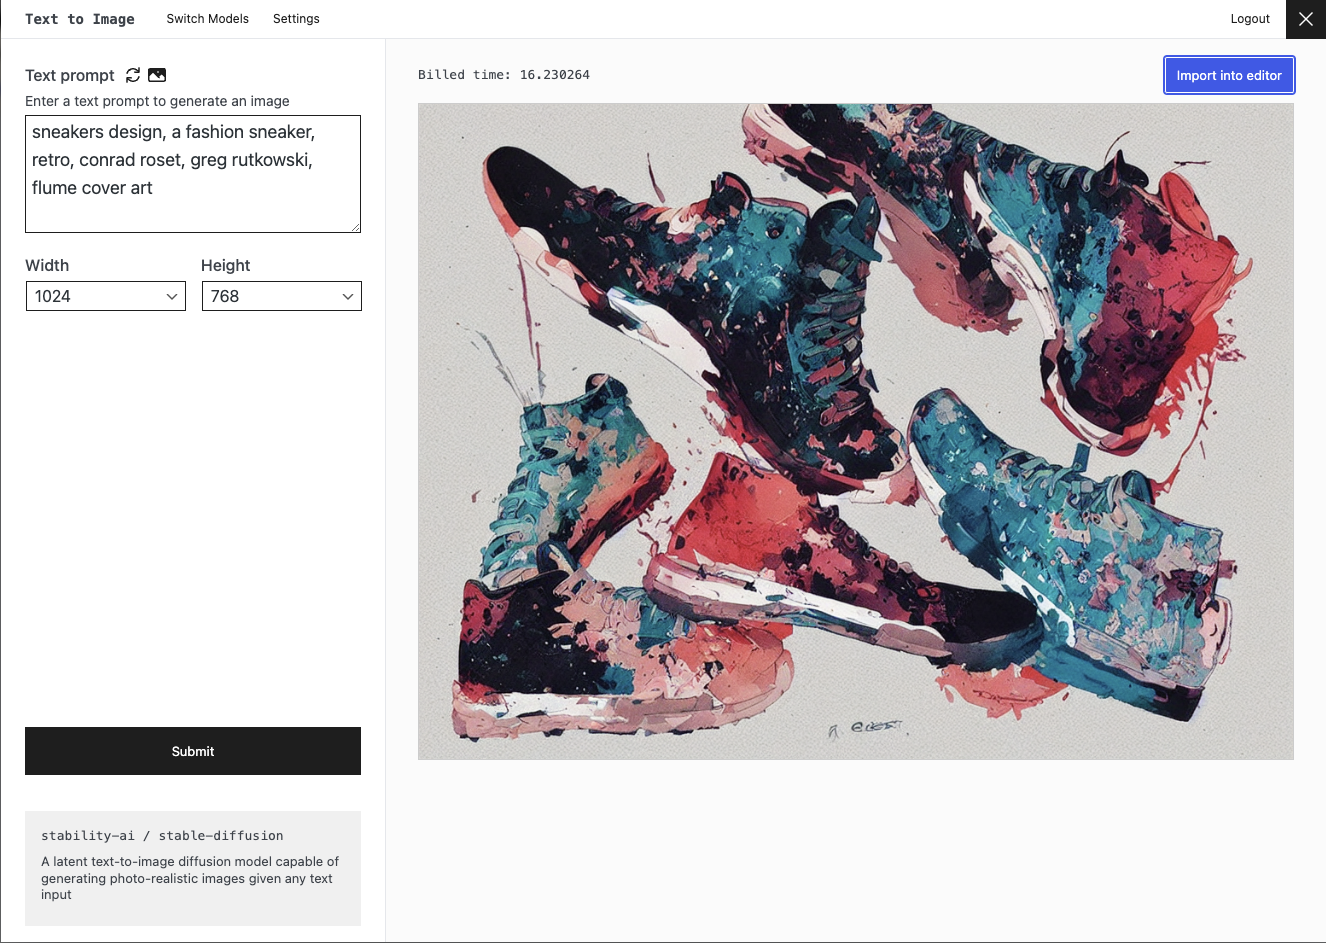 Text to Image
Switch Models
Settings
Logout
Text prompt
Enter a text prompt to generate an image
sneakers design, a fashion sneaker,
retro, conrad roset, greg rutkowski,
flume cover art
Width
Height
1024
768
Submit
stability-ai / stable-diffusion
A latent text-to-image diffusion model capable of
generating photo-realistic images given any text
input
Billed time: 16.230264
Import into editor